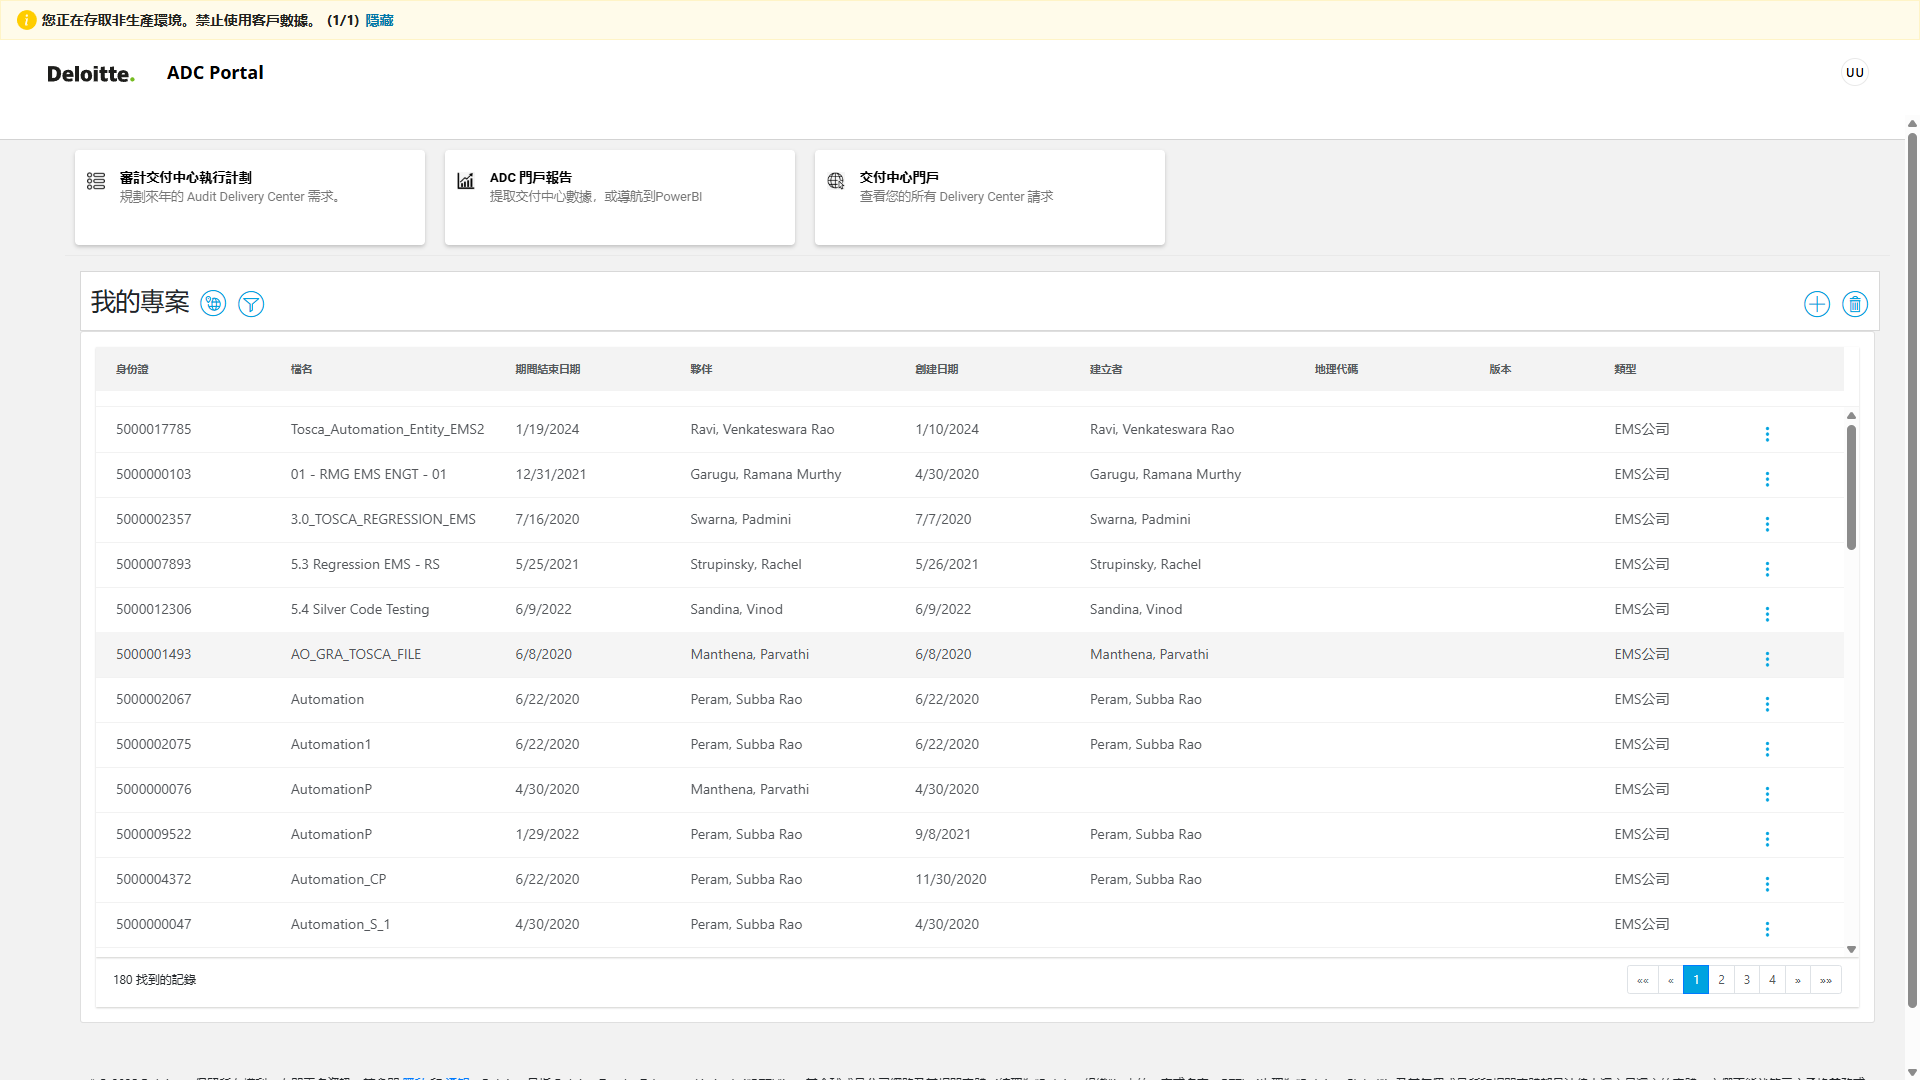 您正在存取非生產環境。禁止使用客戶數據。 (1/1) 隱藏
Deloitte. ADC Portal UU
審計交付中心執行計劃
規劃來年的 Audit Delivery Center 需求。
ADC 門戶報告
提取交付中心數據，或導航到PowerBI
交付中心門戶
查看您的所有 Delivery Center 請求
我的專案
身份證 檔名 期間結束日期 夥伴 創建日期 建立者 地理代碼 版本 類型
5000017785 Tosca_Automation_Entity_EMS2 1/19/2024 Ravi, Venkateswara Rao 1/10/2024 Ravi, Venkateswara Rao EMS公司
5000000103 01 - RMG EMS ENGT - 01 12/31/2021 Garugu, Ramana Murthy 4/30/2020 Garugu, Ramana Murthy EMS公司
5000002357 3.0_TOSCA_REGRESSION_EMS 7/16/2020 Swarna, Padmini 7/7/2020 Swarna, Padmini EMS公司
5000007893 5.3 Regression EMS - RS 5/25/2021 Strupinsky, Rachel 5/26/2021 Strupinsky, Rachel EMS公司
5000012306 5.4 Silver Code Testing 6/9/2022 Sandina, Vinod 6/9/2022 Sandina, Vinod EMS公司
5000001493 AO_GRA_TOSCA_FILE 6/8/2020 Manthena, Parvathi 6/8/2020 Manthena, Parvathi EMS公司
5000002067 Automation 6/22/2020 Peram, Subba Rao 6/22/2020 Peram, Subba Rao EMS公司
5000002075 Automation1 6/22/2020 Peram, Subba Rao 6/22/2020 Peram, Subba Rao EMS公司
5000000076 AutomationP 4/30/2020 Manthena, Parvathi 4/30/2020 EMS公司
5000009522 AutomationP 1/29/2022 Peram, Subba Rao 9/8/2021 Peram, Subba Rao EMS公司
5000004372 Automation_CP 6/22/2020 Peram, Subba Rao 11/30/2020 Peram, Subba Rao EMS公司
5000000047 Automation_S_1 4/30/2020 Peram, Subba Rao 4/30/2020 EMS公司
180 找到的記錄 «« « 1 2 3 4 » »»